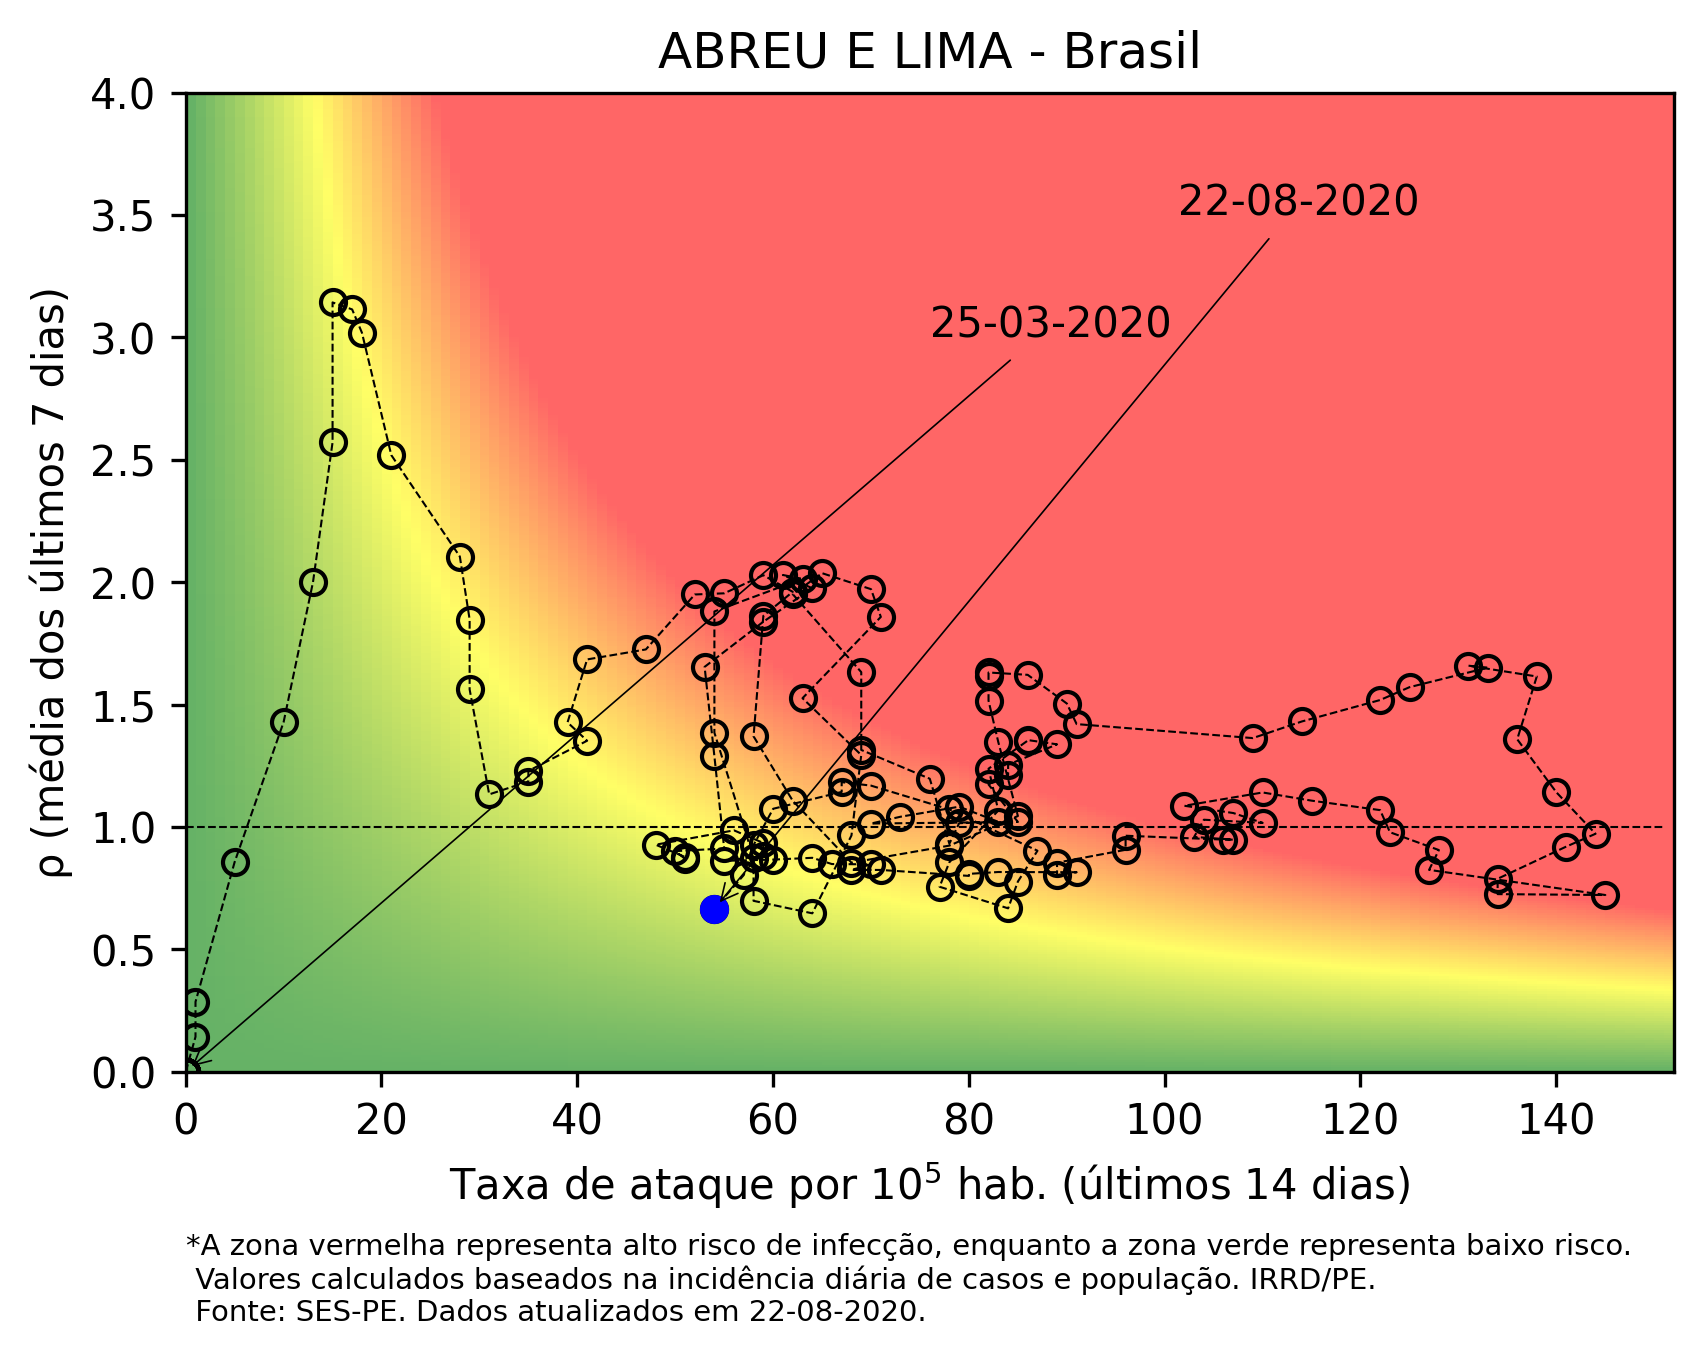 ABREU E LIMA - Brasil
4.0
3.5
3.0
2.5
2.0
1.5
1.0
0.5
0.0
ρ (média dos últimos 7 dias)
22-08-2020
25-03-2020
0 20 40 60 80 100 120 140
Taxa de ataque por 10⁵ hab. (últimos 14 dias)
*A zona vermelha representa alto risco de infecção, enquanto a zona verde representa baixo risco.
Valores calculados baseados na incidência diária de casos e população. IRRD/PE.
Fonte: SES-PE. Dados atualizados em 22-08-2020.